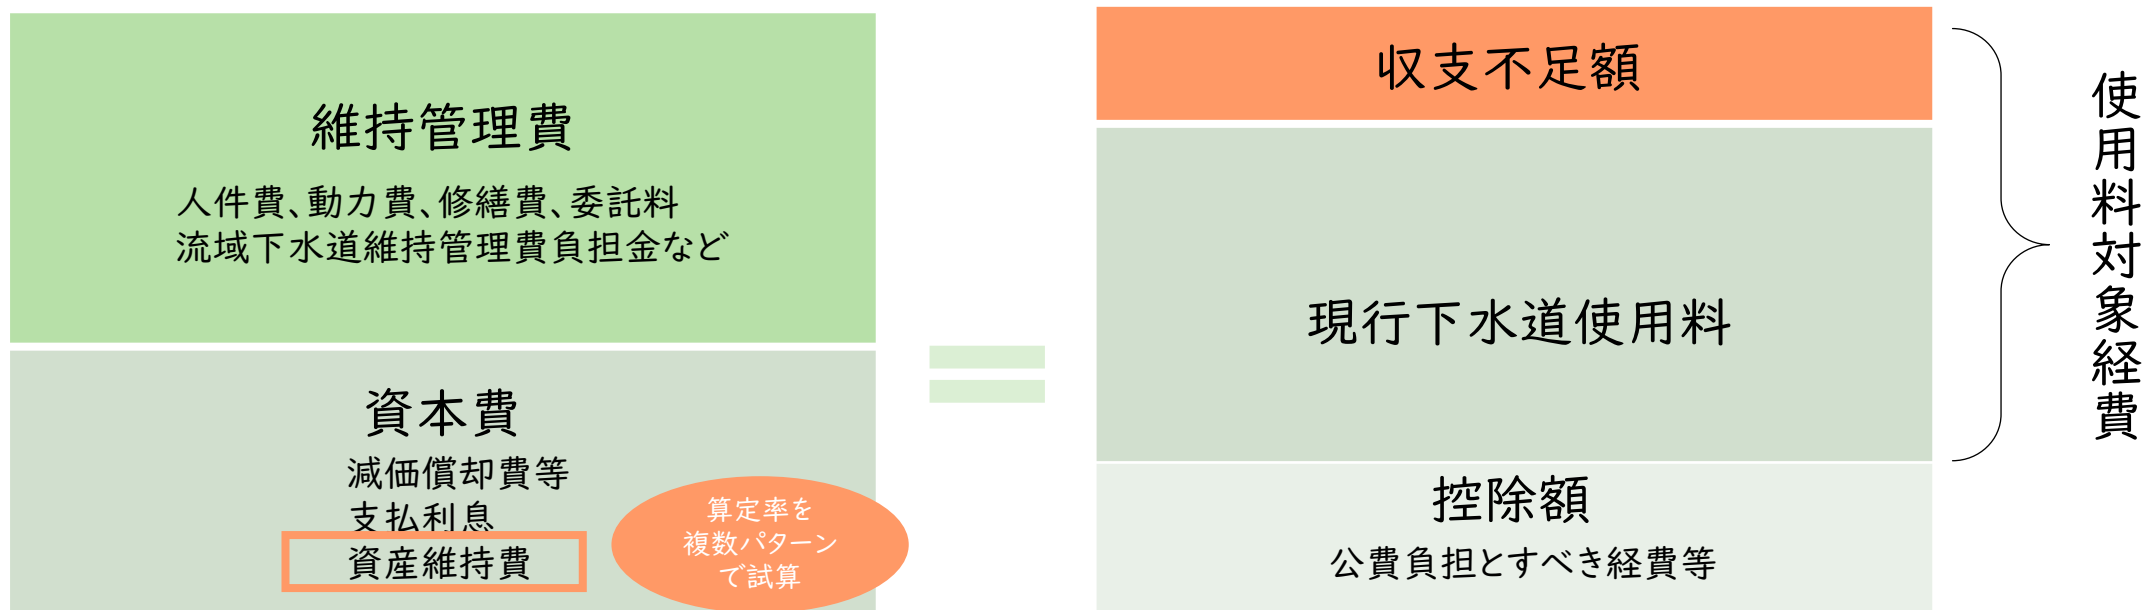 維持管理費
人件費、動力費、修繕費、委託料
流域下水道維持管理費負担金など
資本費
減価償却費等
支払利息
資産維持費
算定率を
複数パターン
で試算
収支不足額
現行下水道使用料
控除額
公費負担とすべき経費等
使用料対象経費